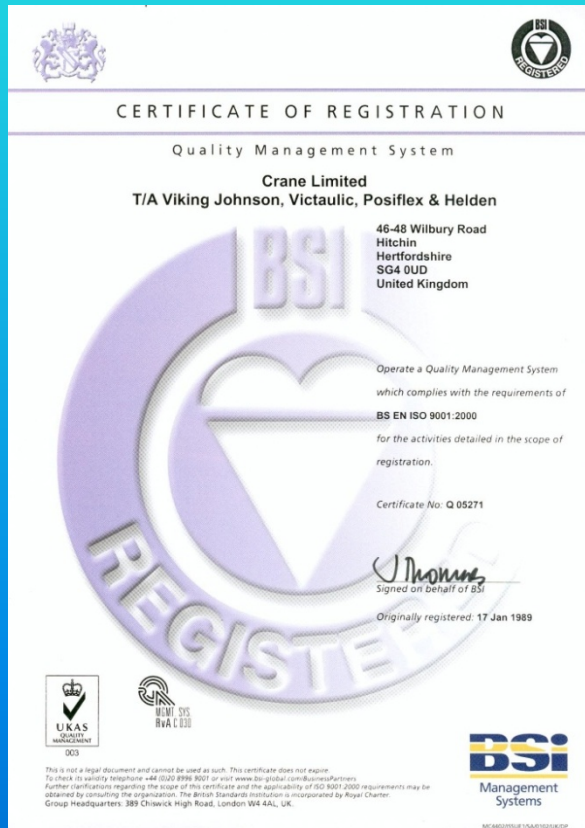 BSI
REGISTERED
CERTIFICATE OF REGISTRATION
Quality Management System
Crane Limited
T/A Viking Johnson, Victaulic, Posiflex & Helden
46-48 Wilbury Road
Hitchin
Hertfordshire
SG4 0UD
United Kingdom
BSI
REGISTERED
Operate a Quality Management System
which complies with the requirements of
BS EN ISO 9001:2000
for the activities detailed in the scope of
registration.
Certificate No: Q 05271
J Thomas
Signed on behalf of BSI
Originally registered: 17 Jan 1989
UKAS
QUALITY
MANAGEMENT
003
MGMT SYS
RvA C 030
This is not a legal document and cannot be used as such. This certificate does not expire.
To check its validity telephone +44 (0)20 8996 9001 or visit www.bsi-global.com/BusinessPartners
Further clarifications regarding the scope of this certificate and the applicability of ISO 9001:2000 requirements may be
obtained by consulting the organization. The British Standards Institution is incorporated by Royal Charter.
Group Headquarters: 389 Chiswick High Road, London W4 4AL, UK.
BSi
Management
Systems